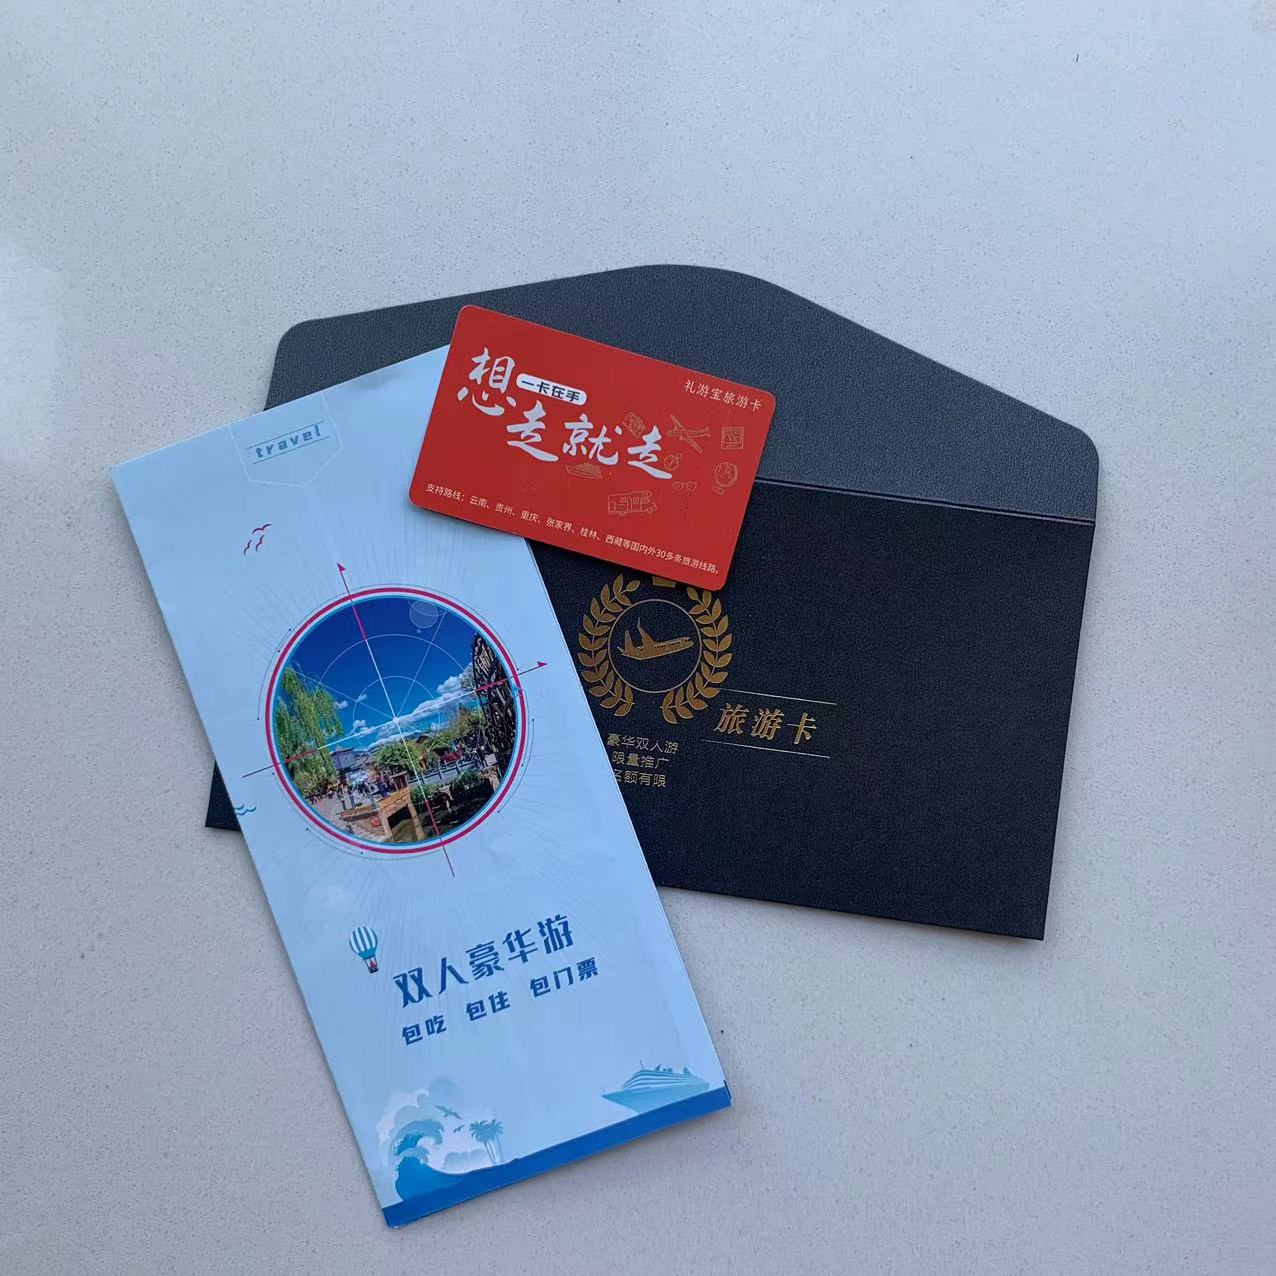 礼游宝旅游卡
想走就走
一卡在手
支持路线：云南、贵州、重庆、张家界、桂林、西藏等国内外30多条旅游线路。
travel
旅游卡
豪华双人游
限量推广
名额有限
双人豪华游
包吃 包住 包门票